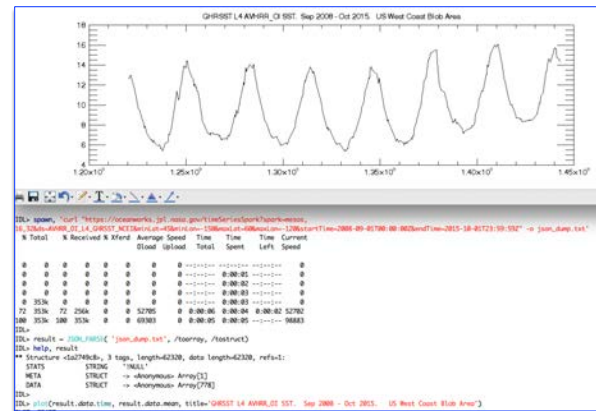 GHRSST L4 AVHRR_OI SST. Sep 2008 - Oct 2015. US West Coast Blob Area
18
16
14
12
10
8
6
4
1.20x10⁹ 1.25x10⁹ 1.30x10⁹ 1.35x10⁹ 1.40x10⁹ 1.45x10⁹
IDL> spawn, 'curl "https://oceanworks.jpl.nasa.gov/timeSeriesSpark?spark=mesos,
16,32&ds=AVHRR_OI_L4_GHRSST_NCEI&minLat=45&minLon=-150&maxLat=60&maxLon=-120&startTime=2008-09-01T00:00:00Z&endTime=2015-10-01T23:59:59Z" -o json_dump.txt'
% Total % Received % Xferd Average Speed Time Time Time Current
Dload Upload Total Spent Left Speed
0 0 0 0 0 0 0 0 --:--:-- --:--:-- --:--:-- 0
0 0 0 0 0 0 0 0 --:--:-- 0:00:01 --:--:-- 0
0 0 0 0 0 0 0 0 --:--:-- 0:00:02 --:--:-- 0
0 0 0 0 0 0 0 0 --:--:-- 0:00:03 --:--:-- 0
0 353k 0 0 0 0 0 0 --:--:-- 0:00:03 --:--:-- 0
72 353k 72 256k 0 0 52705 0 0:00:06 0:00:04 0:00:02 52702
100 353k 100 353k 0 0 69303 0 0:00:05 0:00:05 --:--:-- 96883
IDL>
IDL> result = JSON_PARSE( 'json_dump.txt', /toarray, /tostruct)
IDL> help, result
** Structure <1a2749c8>, 3 tags, length=62320, data length=62320, refs=1:
STATS STRING '!NULL'
META STRUCT -> <Anonymous> Array[1]
DATA STRUCT -> <Anonymous> Array[778]
IDL>
IDL> plot(result.data.time, result.data.mean, title='GHRSST L4 AVHRR_OI SST. Sep 2008 - Oct 2015. US West Coast Blob Area')